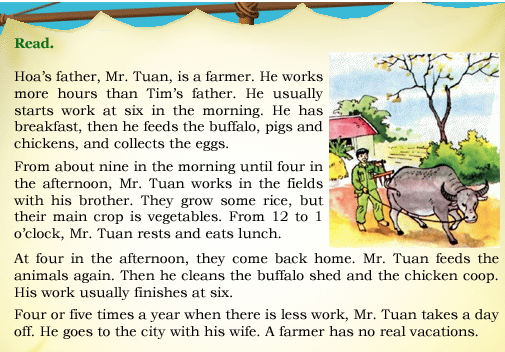 Read.
Hoa's father, Mr. Tuan, is a farmer. He works
more hours than Tim's father. He usually
starts work at six in the morning. He has
breakfast, then he feeds the buffalo, pigs and
chickens, and collects the eggs.
From about nine in the morning until four in
the afternoon, Mr. Tuan works in the fields
with his brother. They grow some rice, but
their main crop is vegetables. From 12 to 1
o'clock, Mr. Tuan rests and eats lunch.
At four in the afternoon, they come back home. Mr. Tuan feeds the
animals again. Then he cleans the buffalo shed and the chicken coop.
His work usually finishes at six.
Four or five times a year when there is less work, Mr. Tuan takes a day
off. He goes to the city with his wife. A farmer has no real vacations.